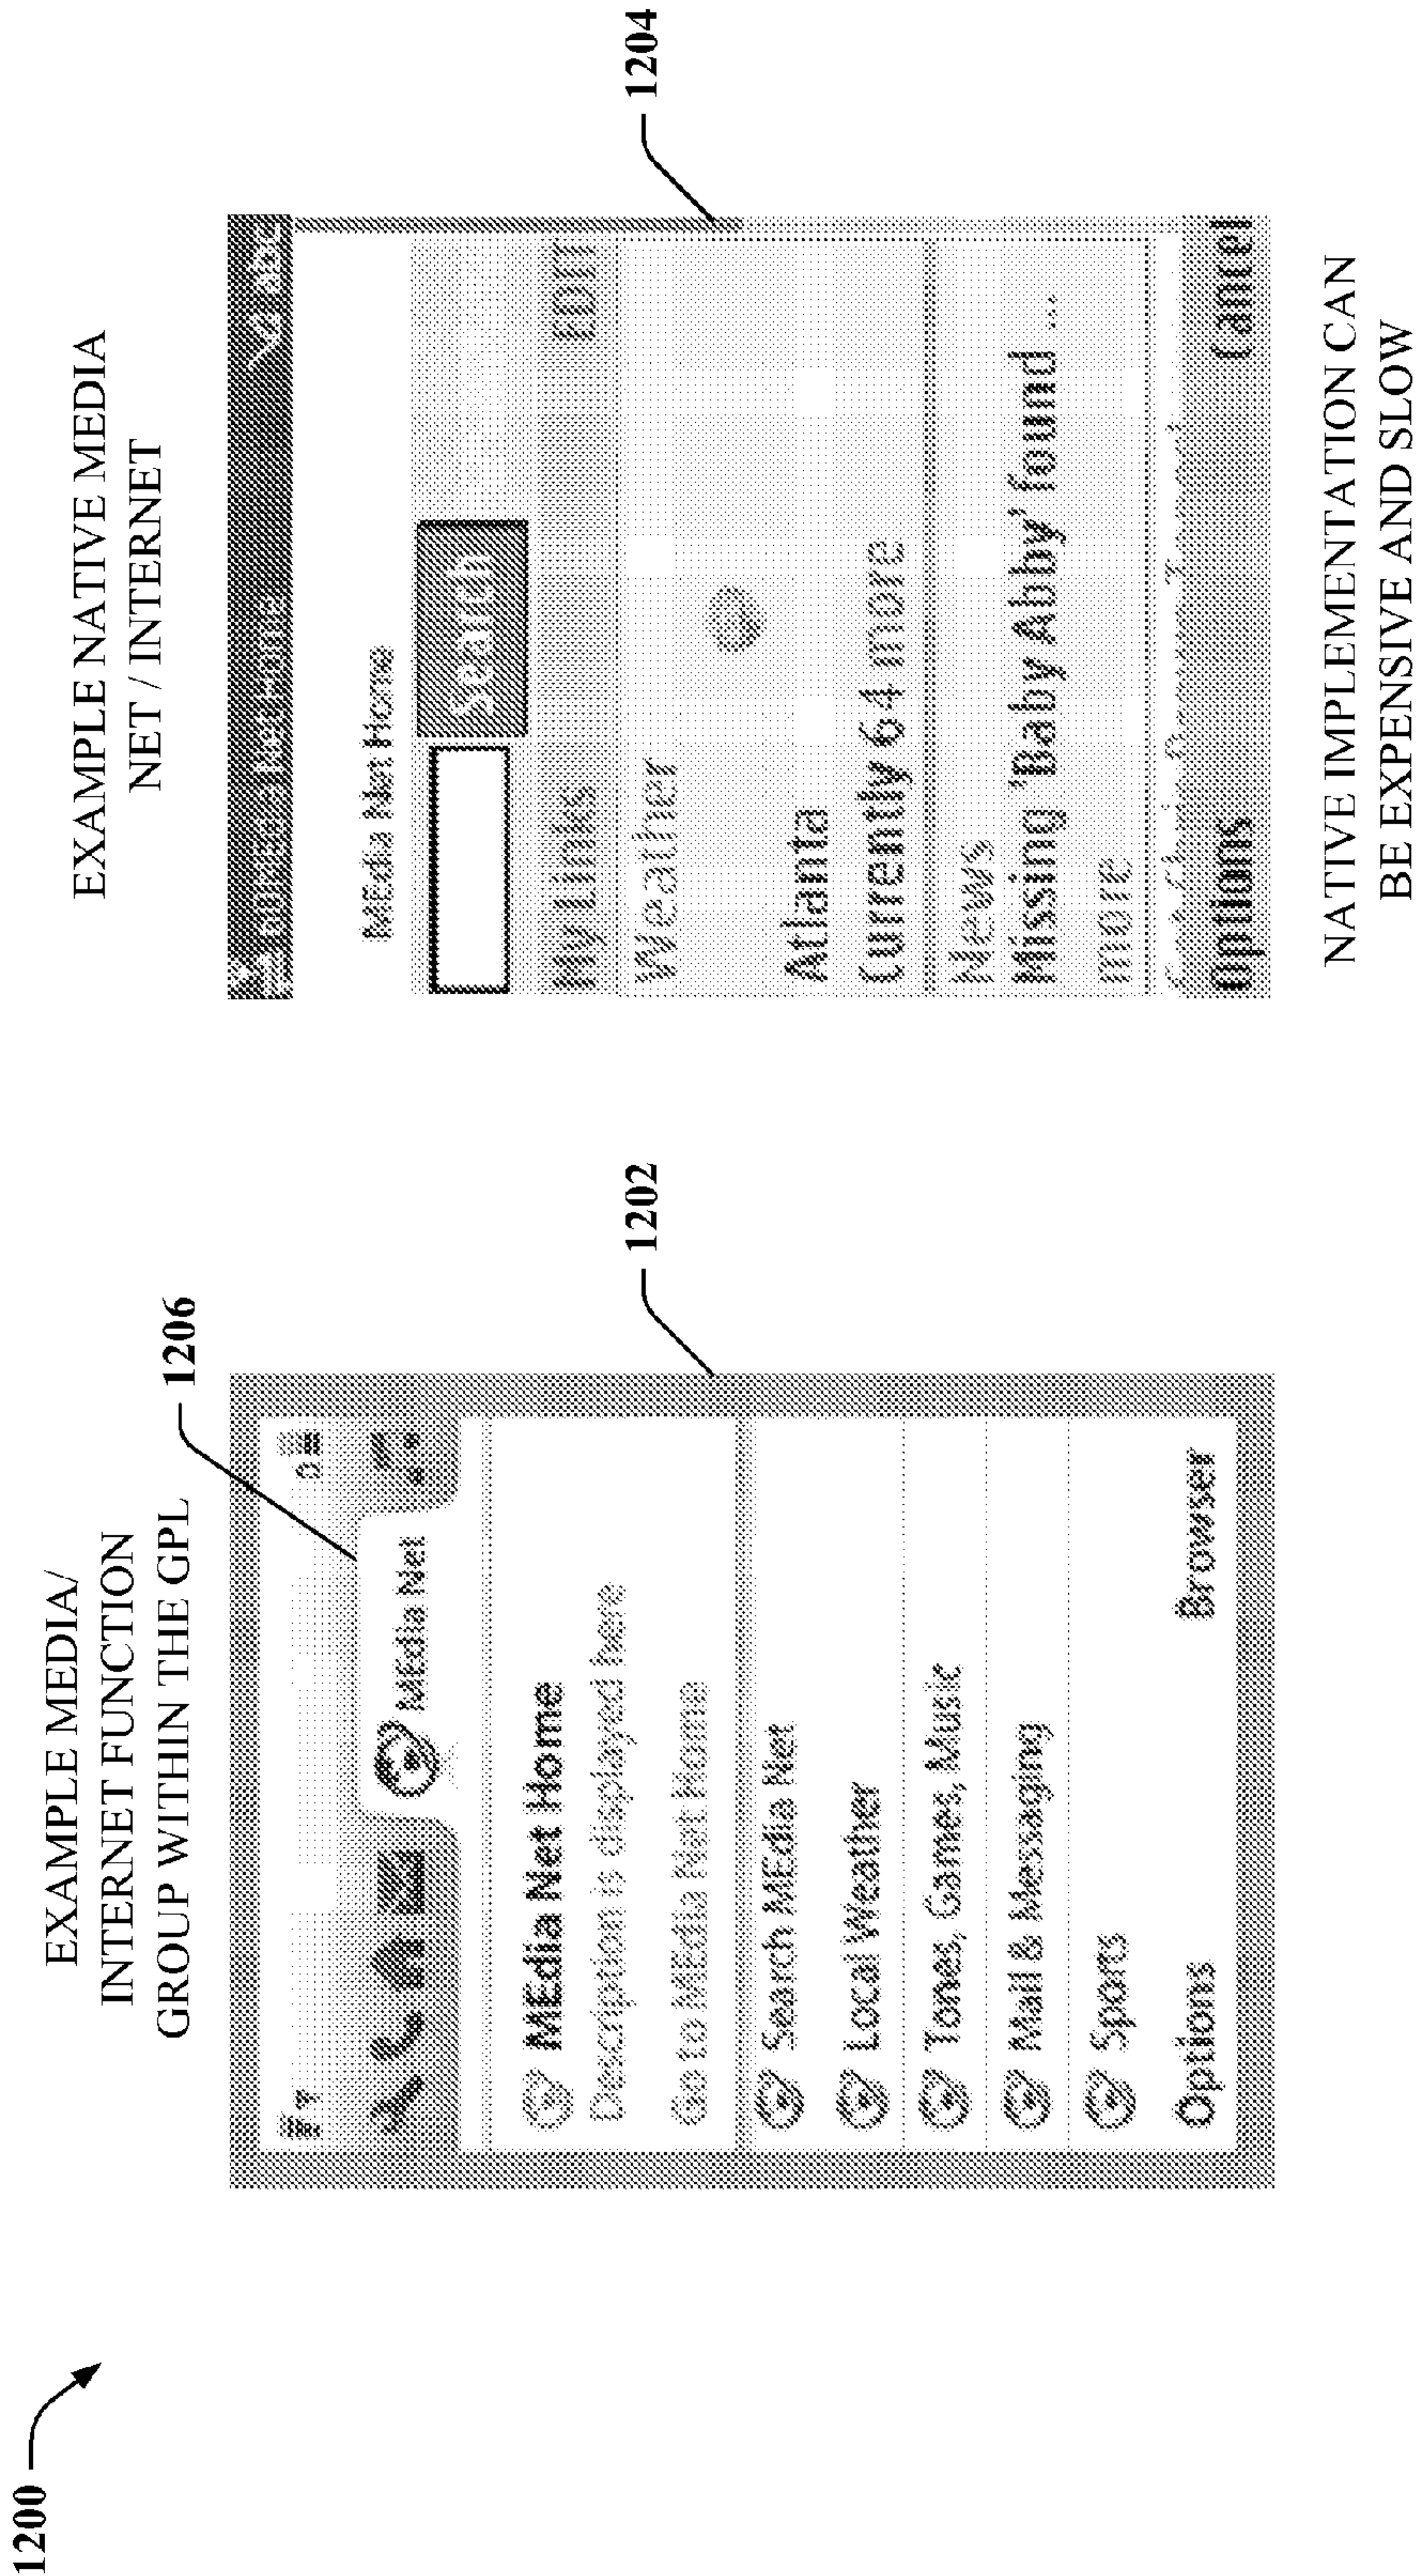 1200
EXAMPLE MEDIA/
INTERNET FUNCTION
GROUP WITHIN THE GPL
1206
MEdia Net
MEdia Net Home
Description is displayed here
Go to MEdia Net Home
Search MEdia Net
Local Weather
Tones, Games, Music
Mail & Messaging
Sports
Options Browser
1202
EXAMPLE NATIVE MEDIA
NET / INTERNET
abc
MEdia Net Home
Search
My Links EDIT
Weather
Atlanta
Currently 64 more
News
Missing 'Baby Abby' found ...
more
Options Cancel
1204
NATIVE IMPLEMENTATION CAN
BE EXPENSIVE AND SLOW